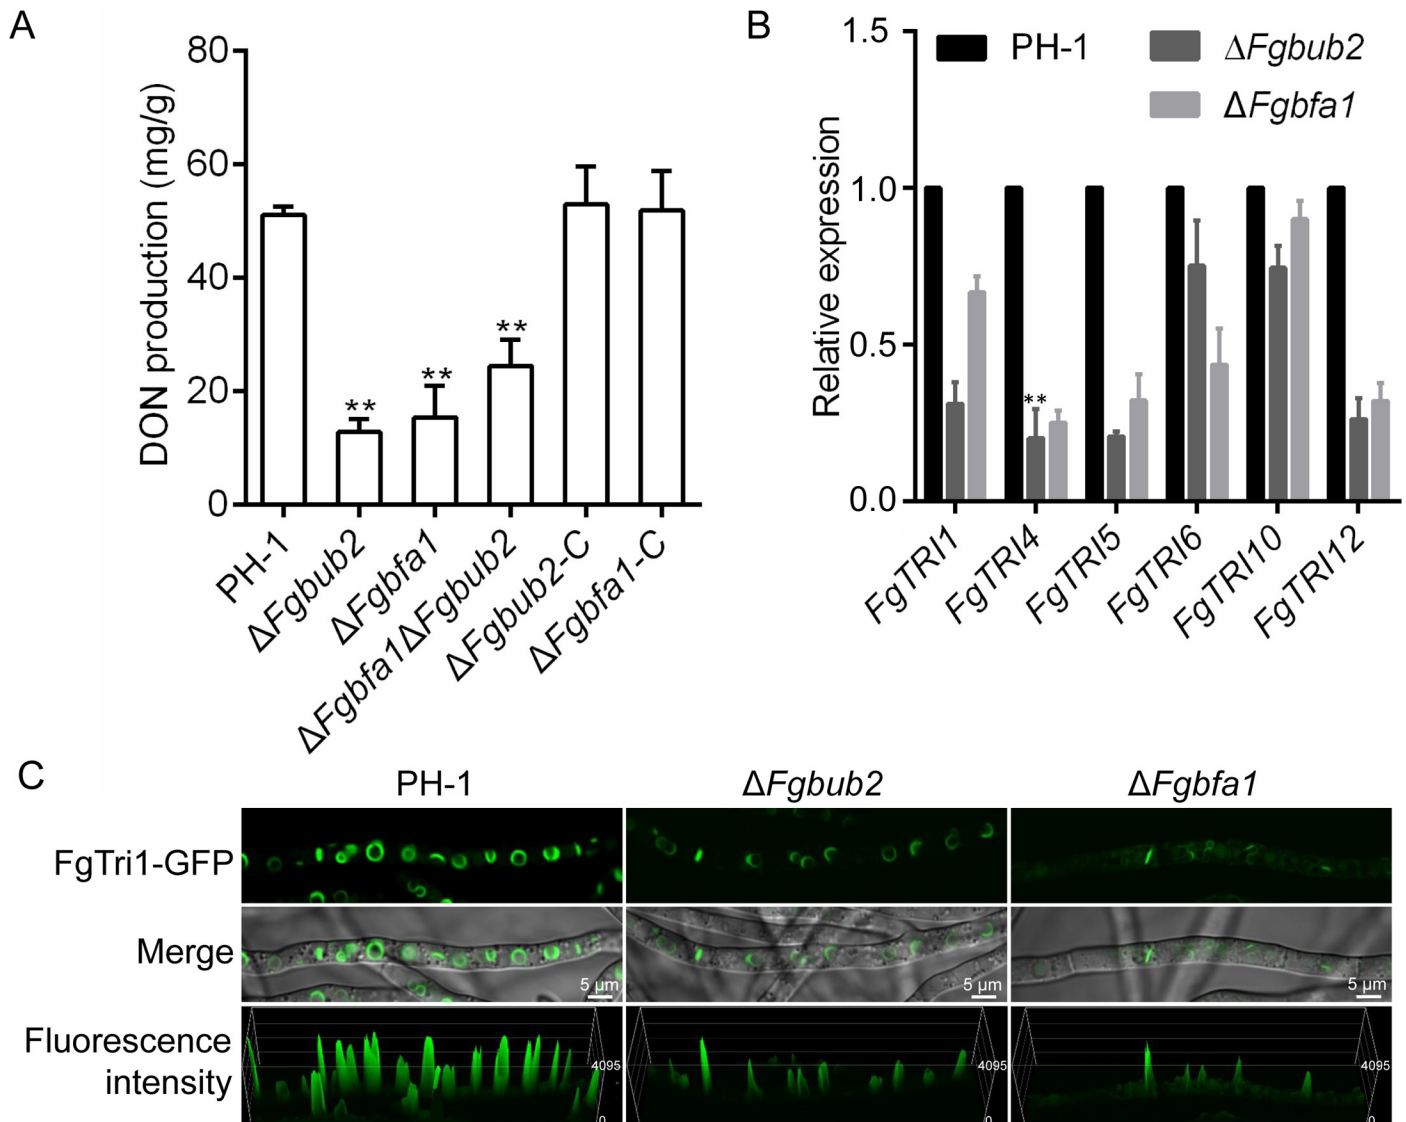 A
DON production (mg/g)
80
60
40
20
0
**
**
**
PH-1
ΔFgbub2
ΔFgbfa1
ΔFgbfa1ΔFgbub2
ΔFgbub2-C
ΔFgbfa1-C
B
Relative expression
1.5
1.0
0.5
0.0
PH-1
ΔFgbub2
ΔFgbfa1
**
FgTRI1
FgTRI4
FgTRI5
FgTRI6
FgTRI10
FgTRI12
C
PH-1
ΔFgbub2
ΔFgbfa1
FgTri1-GFP
Merge
5 μm
5 μm
5 μm
Fluorescence
intensity
4095
4095
4095
0
0
0